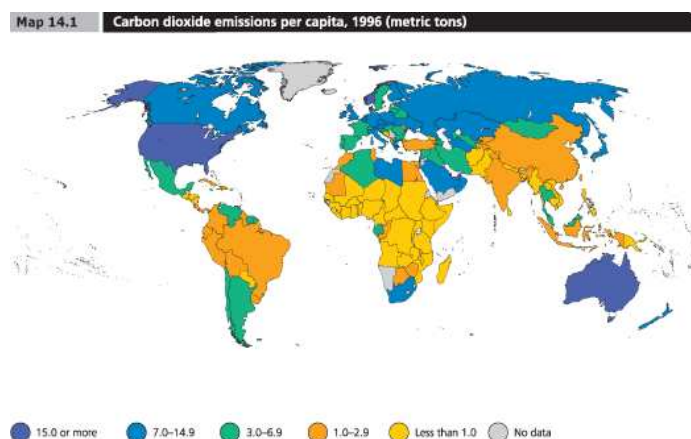 Map 14.1 Carbon dioxide emissions per capita, 1996 (metric tons)
15.0 or more 7.0–14.9 3.0–6.9 1.0–2.9 Less than 1.0 No data